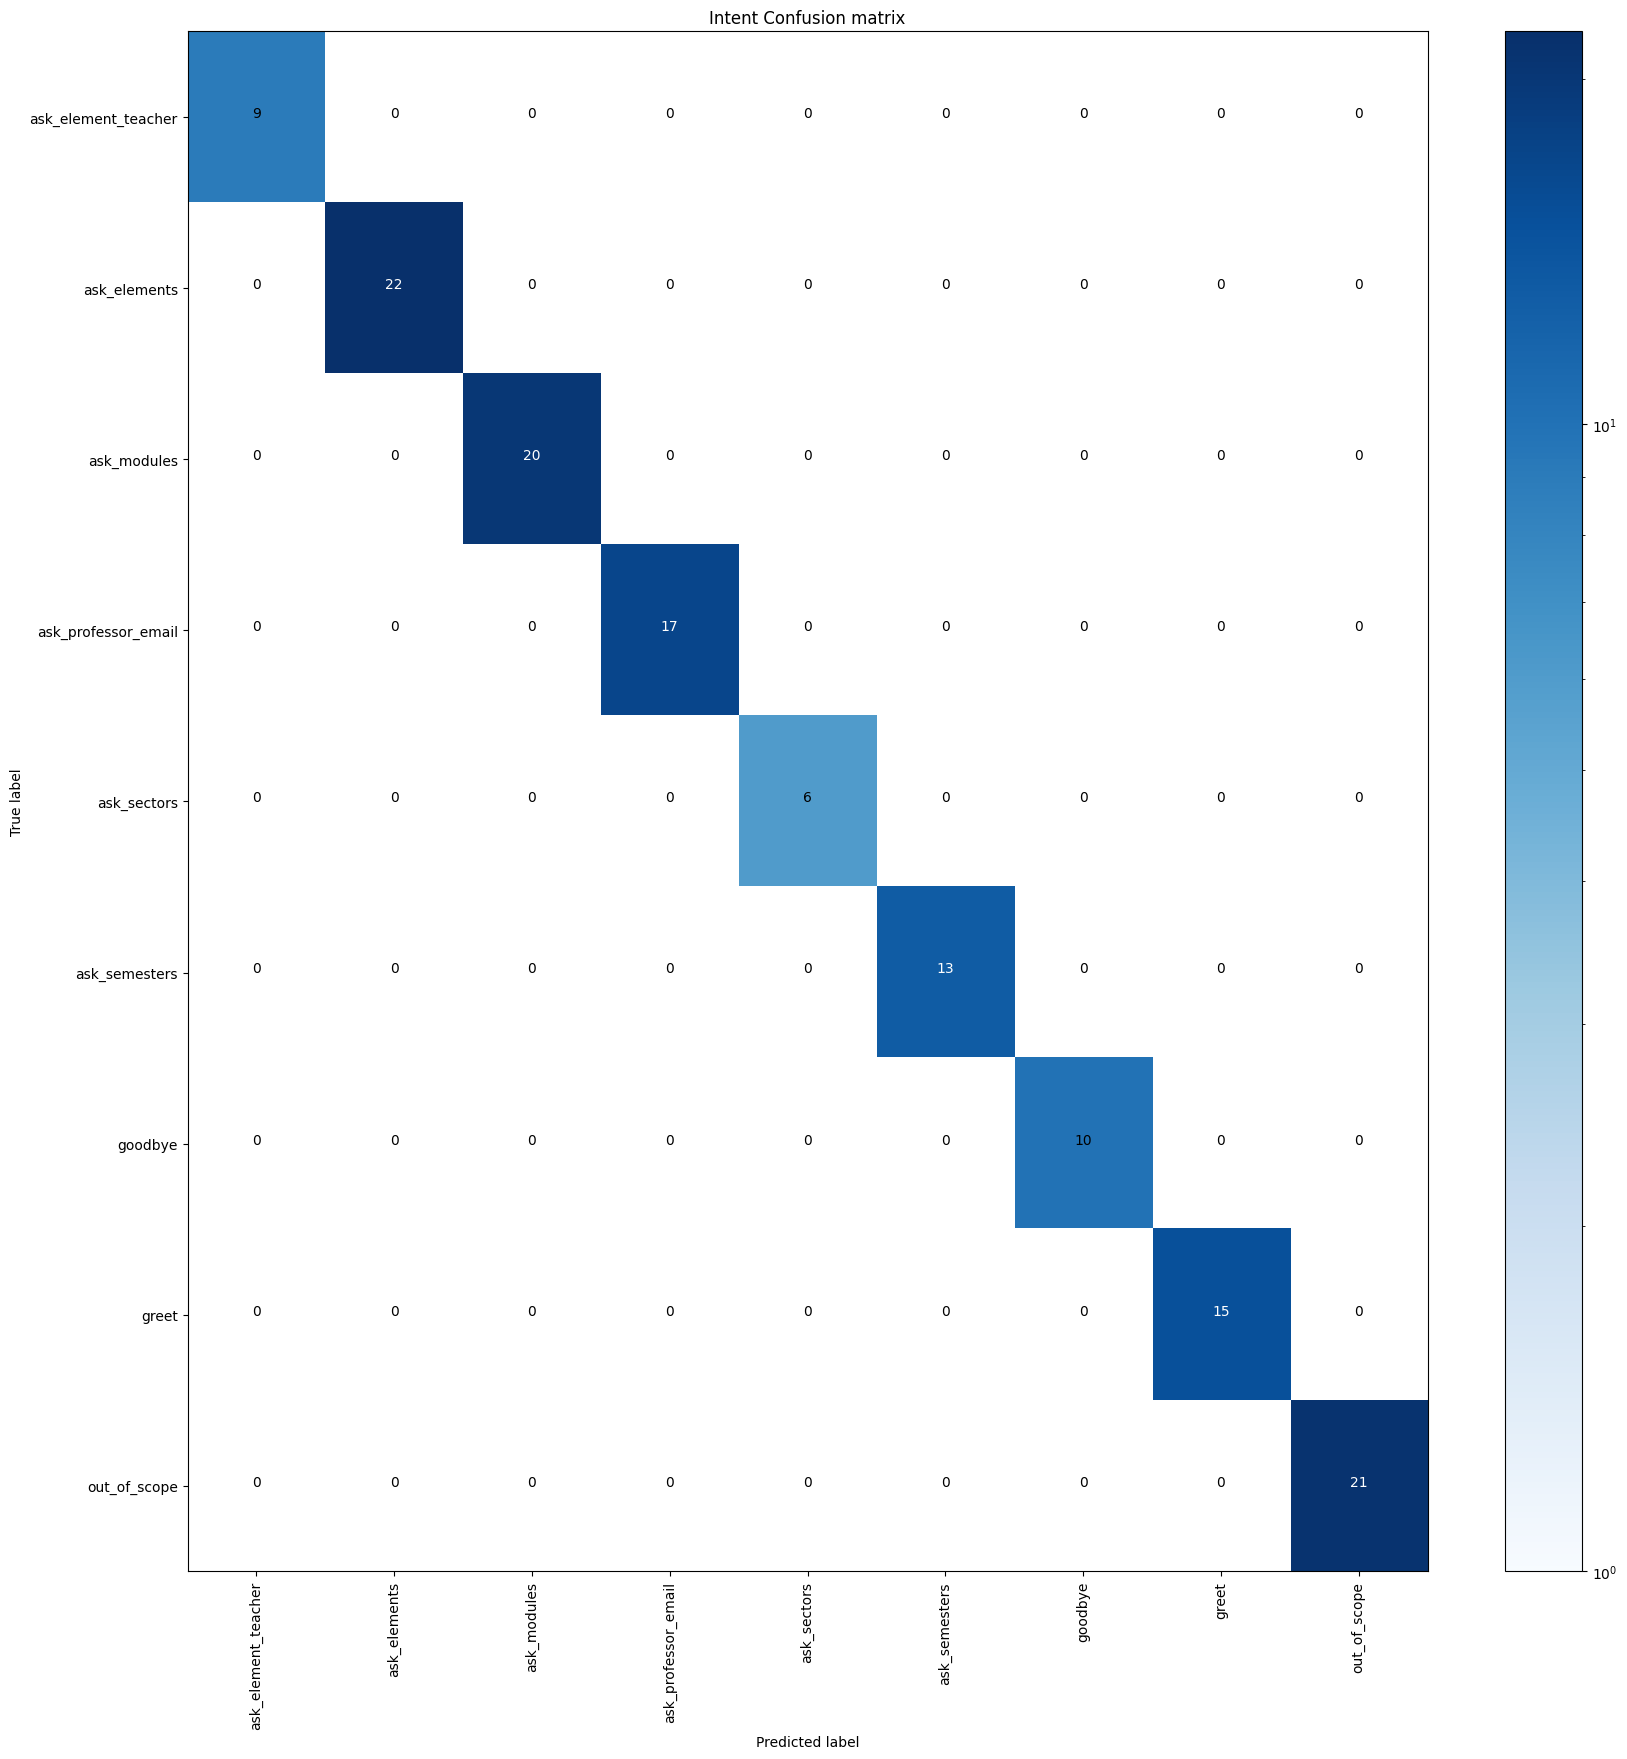 Intent Confusion matrix
ask_element_teacher 9 0 0 0 0 0 0 0 0
ask_elements 0 22 0 0 0 0 0 0 0
ask_modules 0 0 20 0 0 0 0 0 0
ask_professor_email 0 0 0 17 0 0 0 0 0
ask_sectors 0 0 0 0 6 0 0 0 0
ask_semesters 0 0 0 0 0 13 0 0 0
goodbye 0 0 0 0 0 0 10 0 0
greet 0 0 0 0 0 0 0 15 0
out_of_scope 0 0 0 0 0 0 0 0 21
True label
ask_element_teacher
ask_elements
ask_modules
ask_professor_email
ask_sectors
ask_semesters
goodbye
greet
out_of_scope
Predicted label
10¹
10⁰